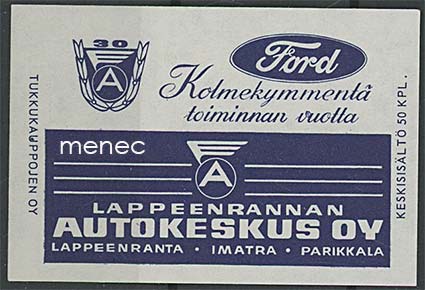 30
A
Ford
Kolmekymmentä
toiminnan vuotta
TUKKUKAUPPOJEN OY
KESKISISÄLTÖ 50 KPL.
menec
A
LAPPEENRANNAN
AUTOKESKUS OY
LAPPEENRANTA • IMATRA • PARIKKALA